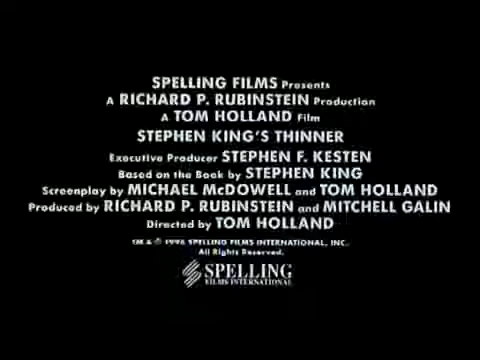 SPELLING FILMS Presents
A RICHARD P. RUBINSTEIN Production
A TOM HOLLAND Film
STEPHEN KING'S THINNER
Executive Producer STEPHEN F. KESTEN
Based on the Book by STEPHEN KING
Screenplay by MICHAEL McDOWELL and TOM HOLLAND
Produced by RICHARD P. RUBINSTEIN and MITCHELL GALIN
Directed by TOM HOLLAND
TM & © 1996 SPELLING FILMS INTERNATIONAL, INC.
All Rights Reserved.
SPELLING
FILMS INTERNATIONAL